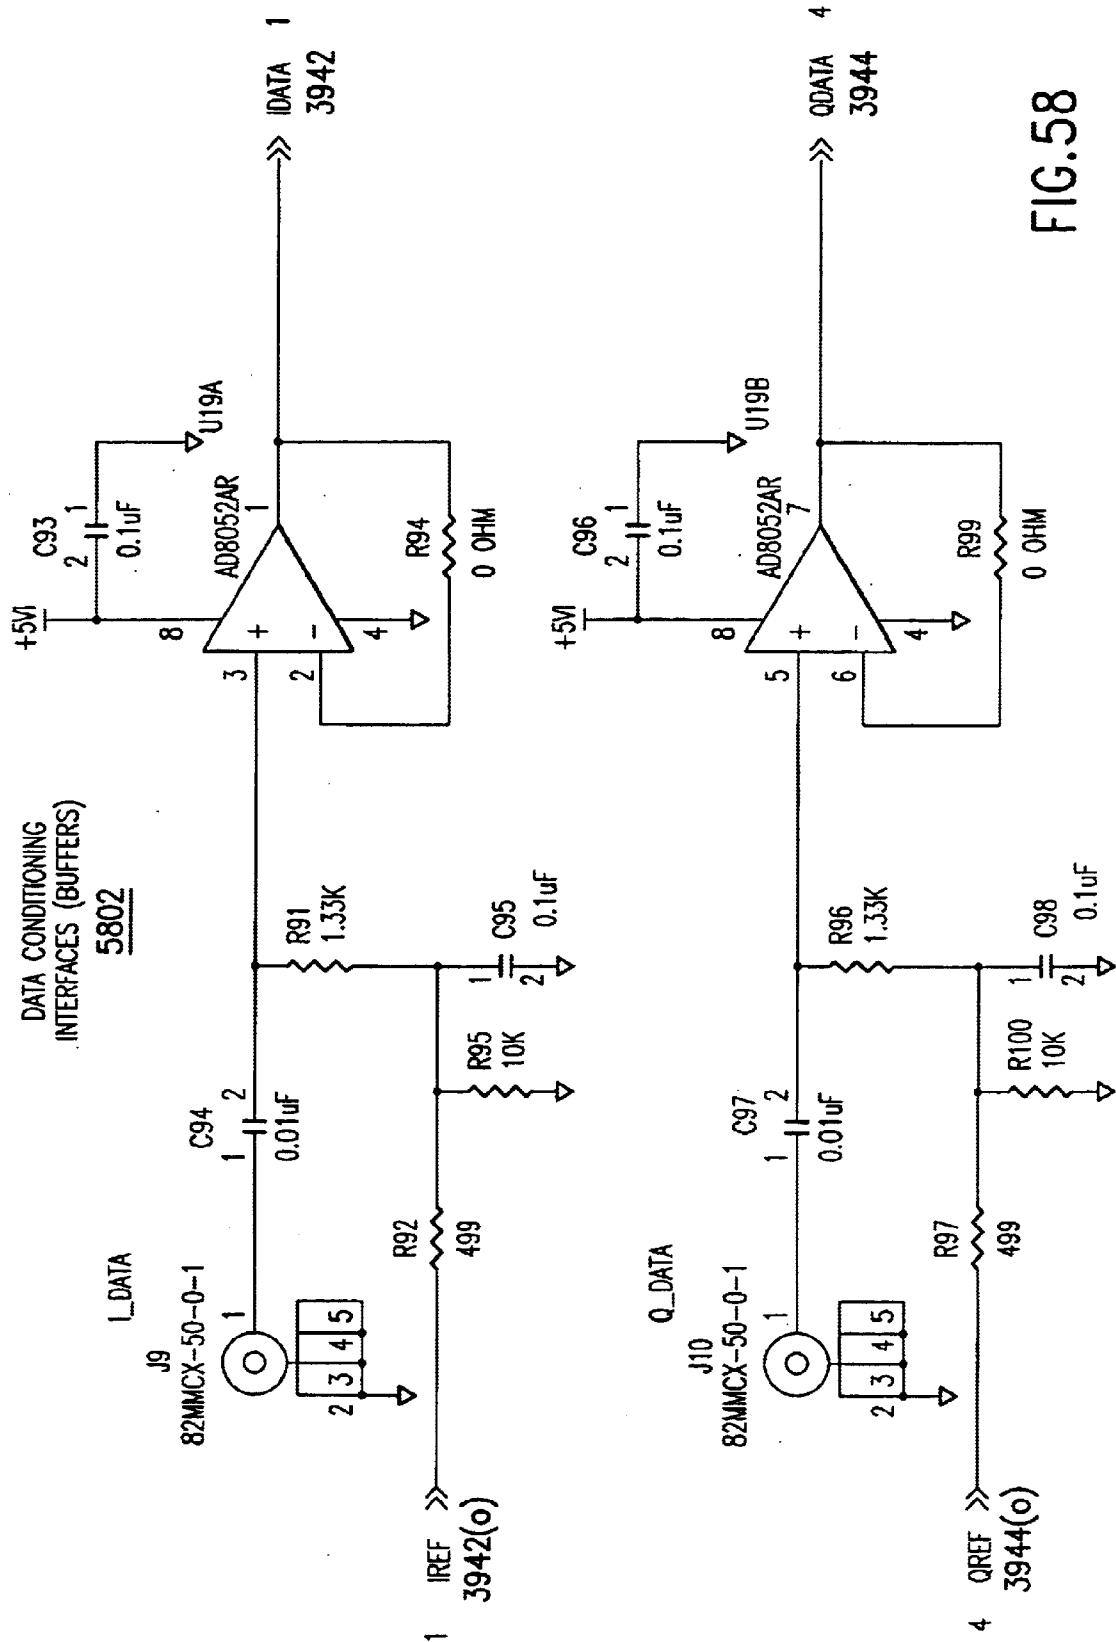 DATA CONDITIONING
INTERFACES (BUFFERS)
5802
I_DATA
J9
82MMCX-50-0-1
1
2 3 4 5
C94
1 2
0.01uF
R91
1.33K
1 IREF
3942(o)
R92
499
R95
10K
1 C95
2
0.1uF
+5VI
C93
2 1
0.1uF
U19A
8
AD8052AR
3 +
1
2 -
4
R94
0 OHM
IDATA 1
3942
Q_DATA
J10
82MMCX-50-0-1
1
2 3 4 5
C97
1 2
0.01uF
R96
1.33K
4 QREF
3944(o)
R97
499
R100
10K
1 C98
2
0.1uF
+5VI
C96
2 1
0.1uF
U19B
8
AD8052AR
5 +
7
6 -
4
R99
0 OHM
QDATA 4
3944
FIG.58